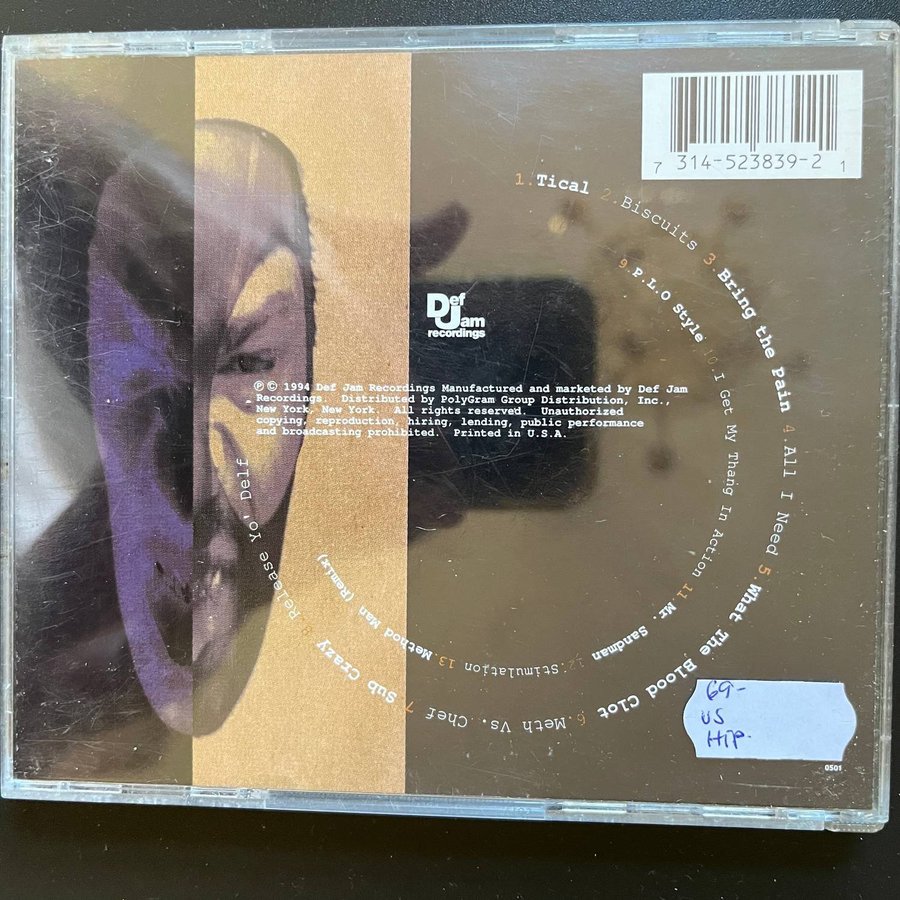 7 314-523839-2 1
1.Tical 2.Biscuits 3.Bring the Pain 4.All I Need 5.What The Blood Clot 6.Meth Vs. Chef 7.Sub Crazy 8.Release Yo' Delf
9.P.L.O Style 10.I Get My Thang In Action 11.Mr. Sandman 12.Stimulation 13.Method Man (Remix)
Def
Jam
recordings
℗© 1994 Def Jam Recordings Manufactured and marketed by Def Jam
Recordings. Distributed by PolyGram Group Distribution, Inc.,
New York, New York. All rights reserved. Unauthorized
copying, reproduction, hiring, lending, public performance
and broadcasting prohibited. Printed in U.S.A.
69-
US
HIP-
0501